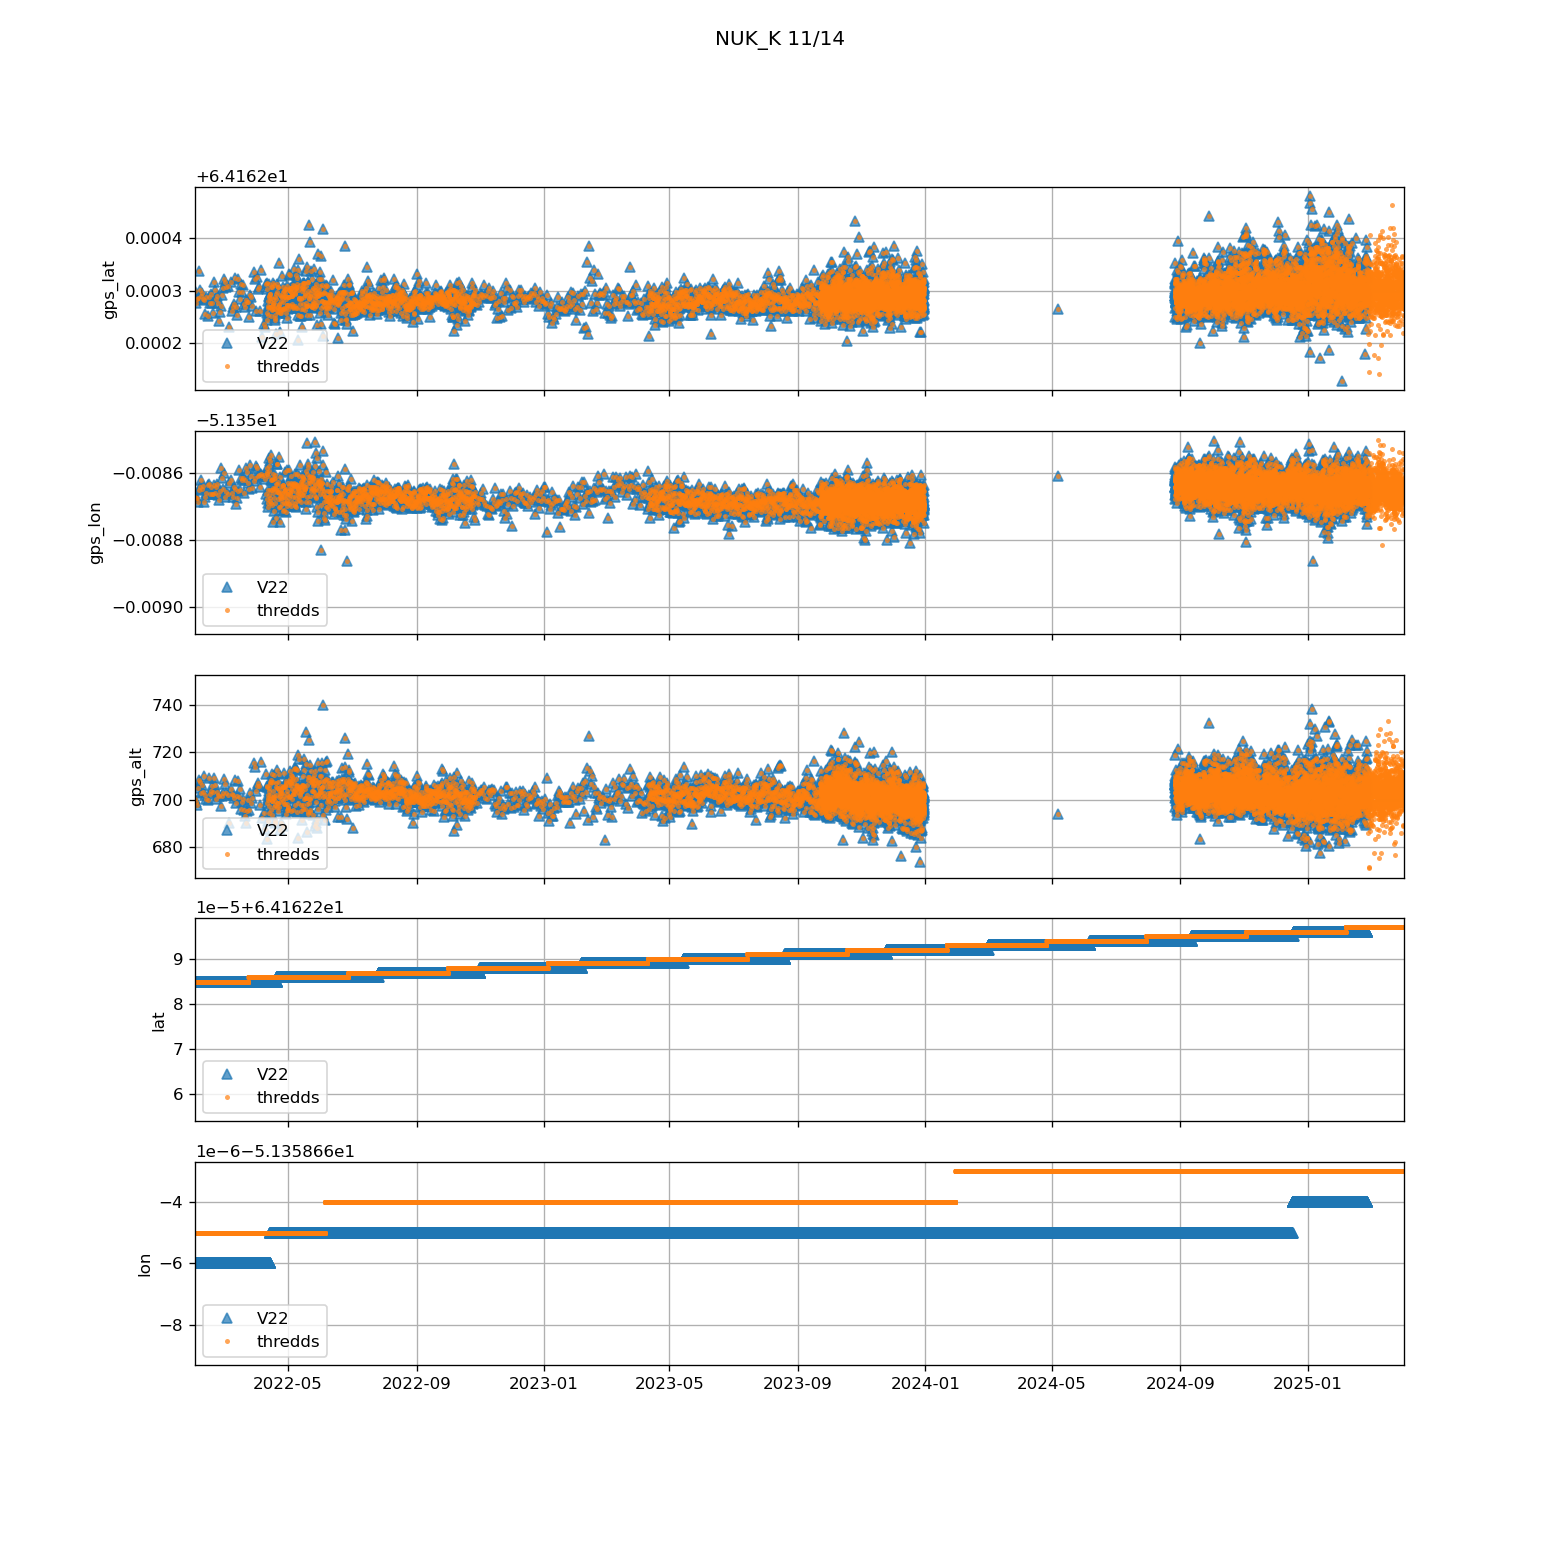 NUK_K 11/14
+6.4162e1
0.0004
0.0003
0.0002
gps_lat
V22
thredds
−5.135e1
−0.0086
−0.0088
−0.0090
gps_lon
V22
thredds
740
720
700
680
gps_alt
V22
thredds
1e−5+6.41622e1
9
8
7
6
lat
V22
thredds
1e−6−5.135866e1
−4
−6
−8
lon
V22
thredds
2022-05 2022-09 2023-01 2023-05 2023-09 2024-01 2024-05 2024-09 2025-01